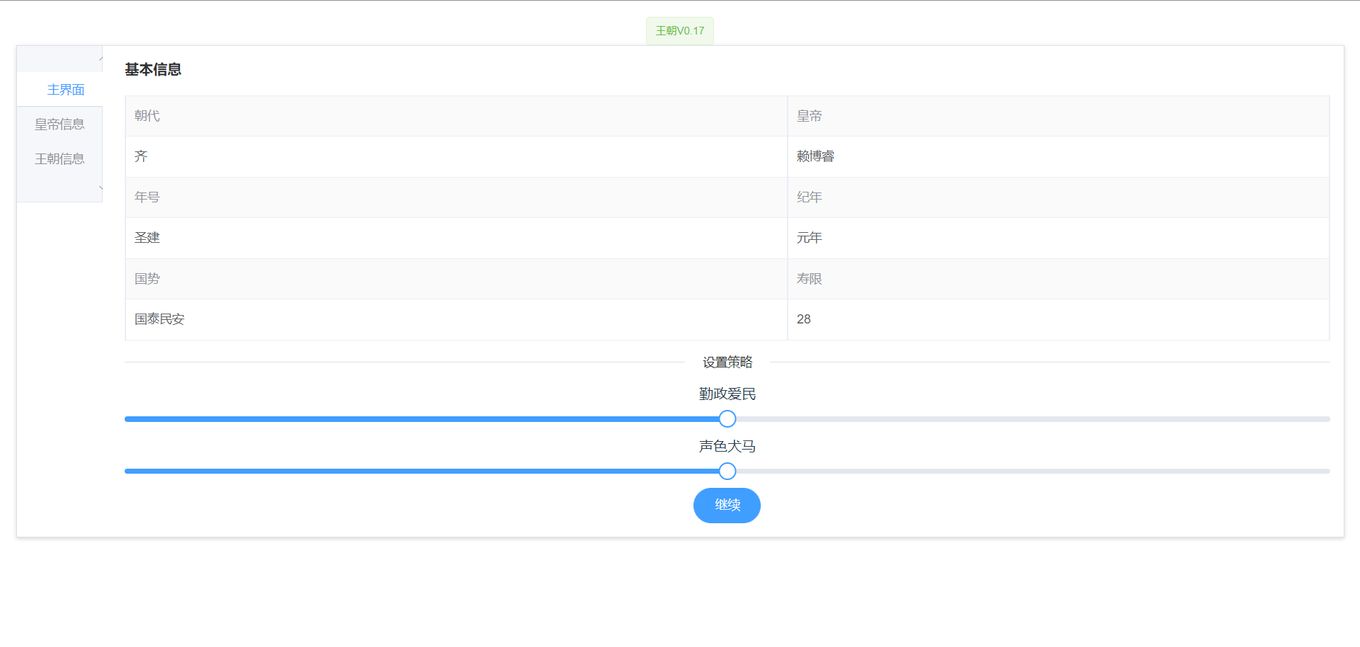 王朝V0.17
主界面
皇帝信息
王朝信息
基本信息
朝代 皇帝
齐 赖博睿
年号 纪年
圣建 元年
国势 寿限
国泰民安 28
设置策略
勤政爱民
声色犬马
继续